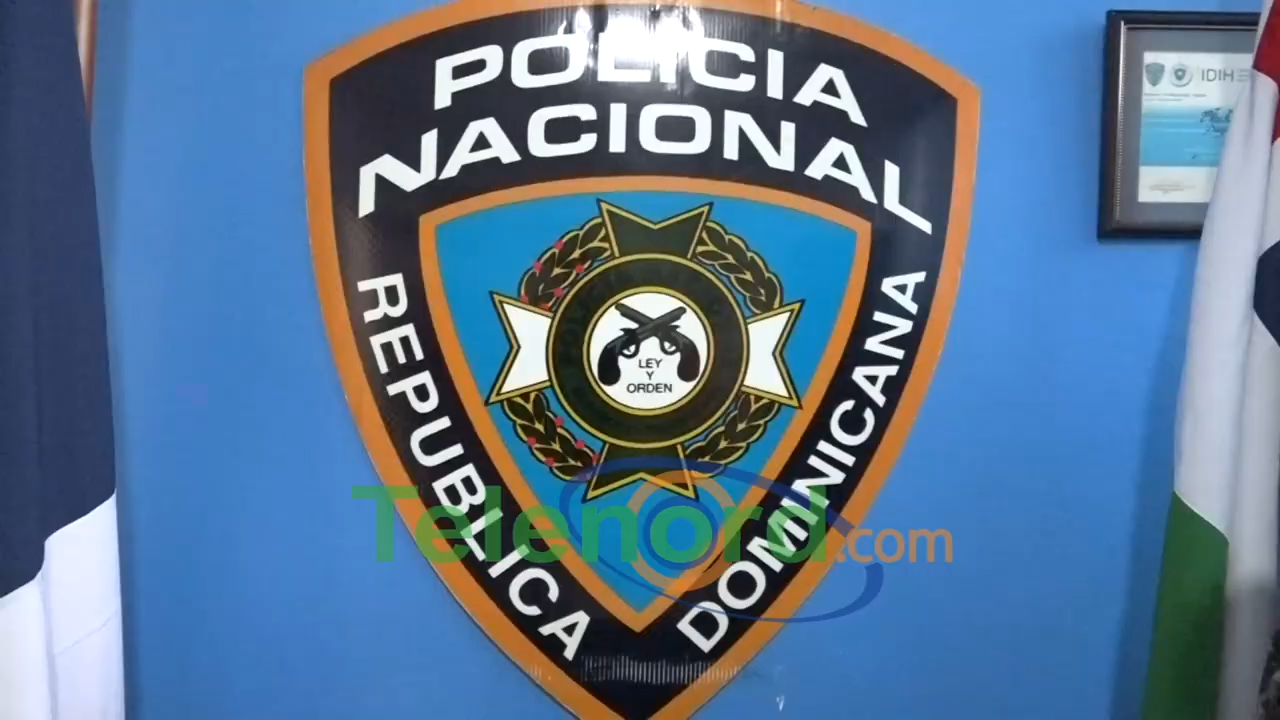 POLICIA
NACIONAL
REPUBLICA
DOMINICANA
LEY
Y
ORDEN
Telenord.com
IDIH